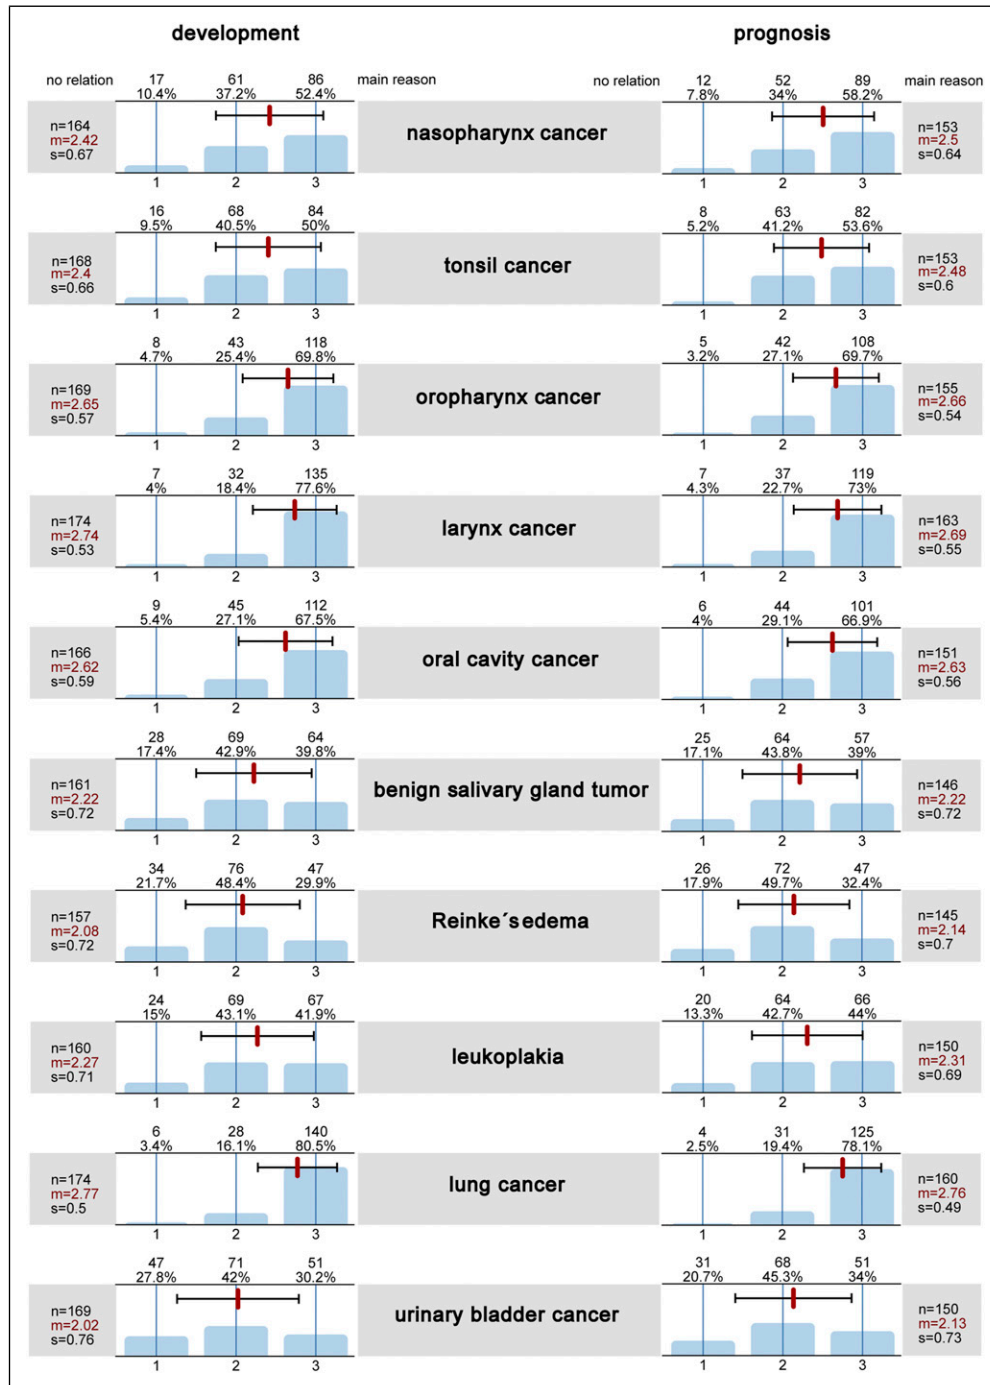 development prognosis
no relation 17 61 86 main reason no relation 12 52 89 main reason
10.4% 37.2% 52.4% 7.8% 34% 58.2%
n=164 nasopharynx cancer n=153
m=2.42 m=2.5
s=0.67 s=0.64
1 2 3 1 2 3
16 68 84 8 63 82
9.5% 40.5% 50% 5.2% 41.2% 53.6%
n=168 tonsil cancer n=153
m=2.4 m=2.48
s=0.66 s=0.6
1 2 3 1 2 3
8 43 118 5 42 108
4.7% 25.4% 69.8% 3.2% 27.1% 69.7%
n=169 oropharynx cancer n=155
m=2.65 m=2.66
s=0.57 s=0.54
1 2 3 1 2 3
7 32 135 7 37 119
4% 18.4% 77.6% 4.3% 22.7% 73%
n=174 larynx cancer n=163
m=2.74 m=2.69
s=0.53 s=0.55
1 2 3 1 2 3
9 45 112 6 44 101
5.4% 27.1% 67.5% 4% 29.1% 66.9%
n=166 oral cavity cancer n=151
m=2.62 m=2.63
s=0.59 s=0.56
1 2 3 1 2 3
28 69 64 25 64 57
17.4% 42.9% 39.8% 17.1% 43.8% 39%
n=161 benign salivary gland tumor n=146
m=2.22 m=2.22
s=0.72 s=0.72
1 2 3 1 2 3
34 76 47 26 72 47
21.7% 48.4% 29.9% 17.9% 49.7% 32.4%
n=157 Reinke´s edema n=145
m=2.08 m=2.14
s=0.72 s=0.7
1 2 3 1 2 3
24 69 67 20 64 66
15% 43.1% 41.9% 13.3% 42.7% 44%
n=160 leukoplakia n=150
m=2.27 m=2.31
s=0.71 s=0.69
1 2 3 1 2 3
6 28 140 4 31 125
3.4% 16.1% 80.5% 2.5% 19.4% 78.1%
n=174 lung cancer n=160
m=2.77 m=2.76
s=0.5 s=0.49
1 2 3 1 2 3
47 71 51 31 68 51
27.8% 42% 30.2% 20.7% 45.3% 34%
n=169 urinary bladder cancer n=150
m=2.02 m=2.13
s=0.76 s=0.73
1 2 3 1 2 3